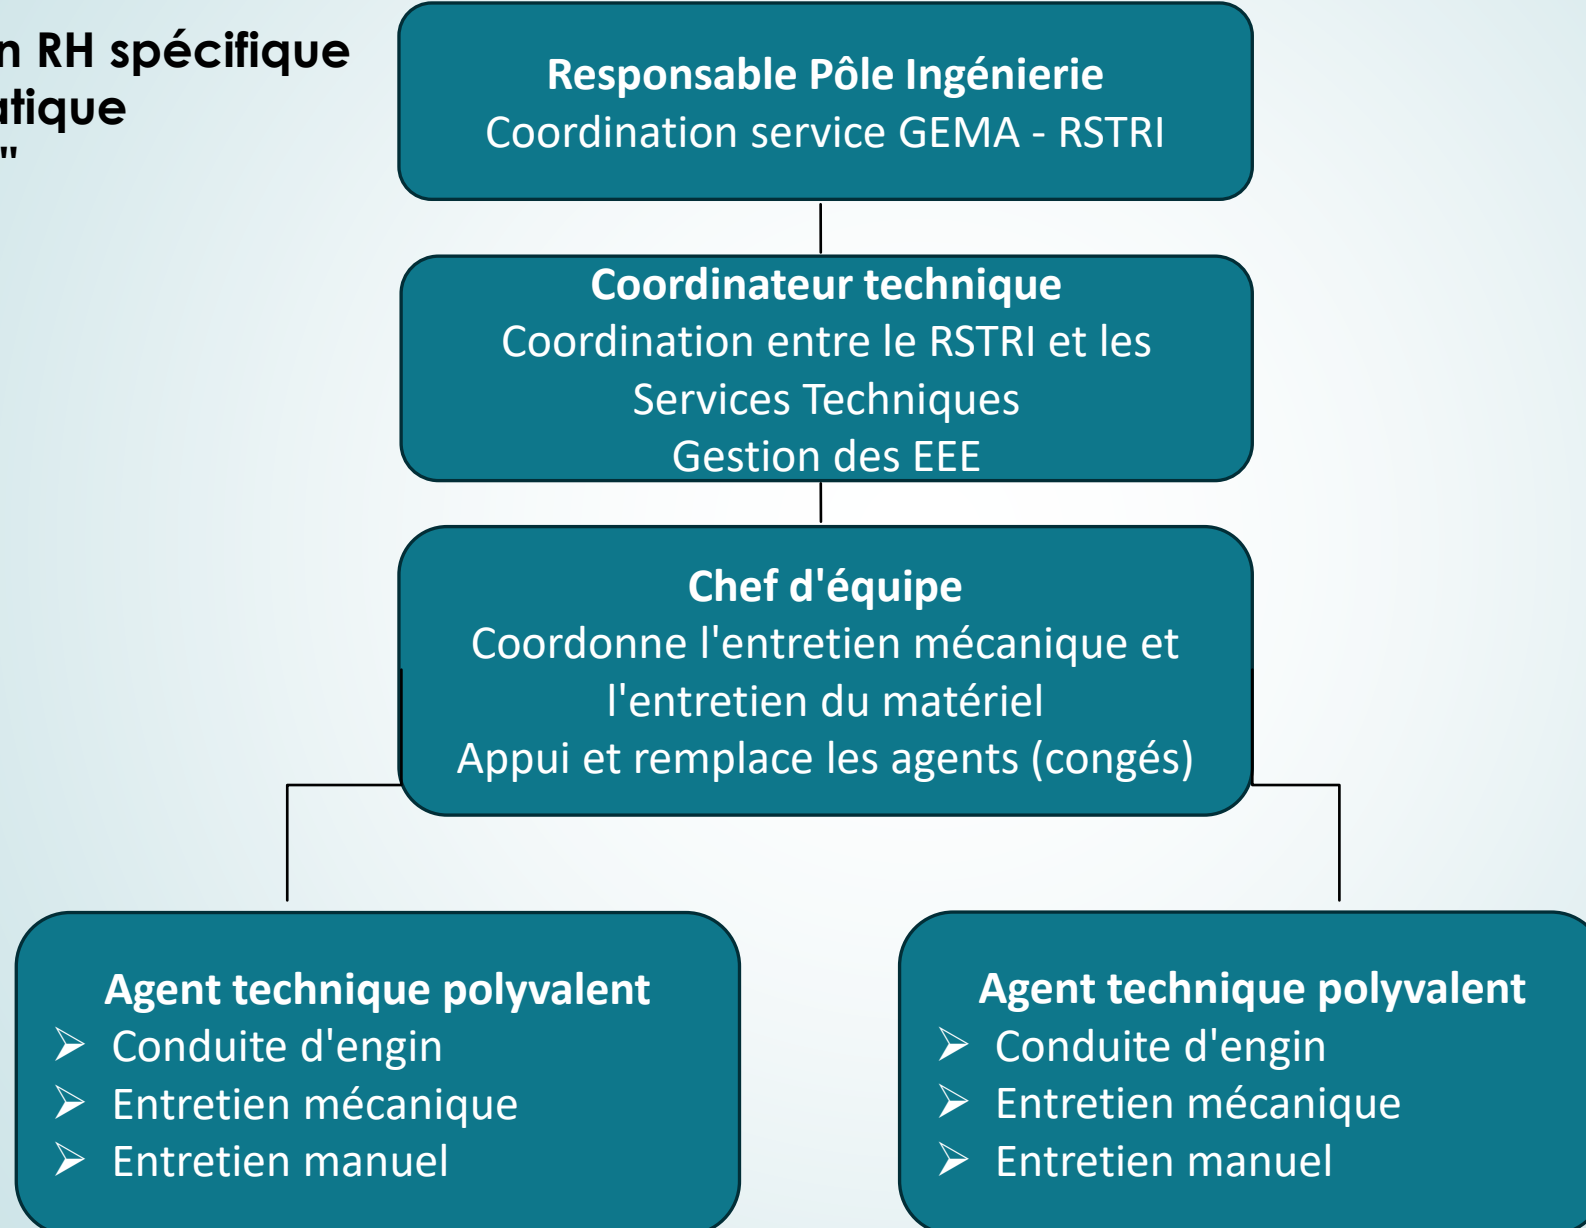 n RH spécifique
atique
"
Responsable Pôle Ingénierie
Coordination service GEMA - RSTRI
Coordinateur technique
Coordination entre le RSTRI et les
Services Techniques
Gestion des EEE
Chef d'équipe
Coordonne l'entretien mécanique et
l'entretien du matériel
Appui et remplace les agents (congés)
Agent technique polyvalent
➢ Conduite d'engin
➢ Entretien mécanique
➢ Entretien manuel
Agent technique polyvalent
➢ Conduite d'engin
➢ Entretien mécanique
➢ Entretien manuel